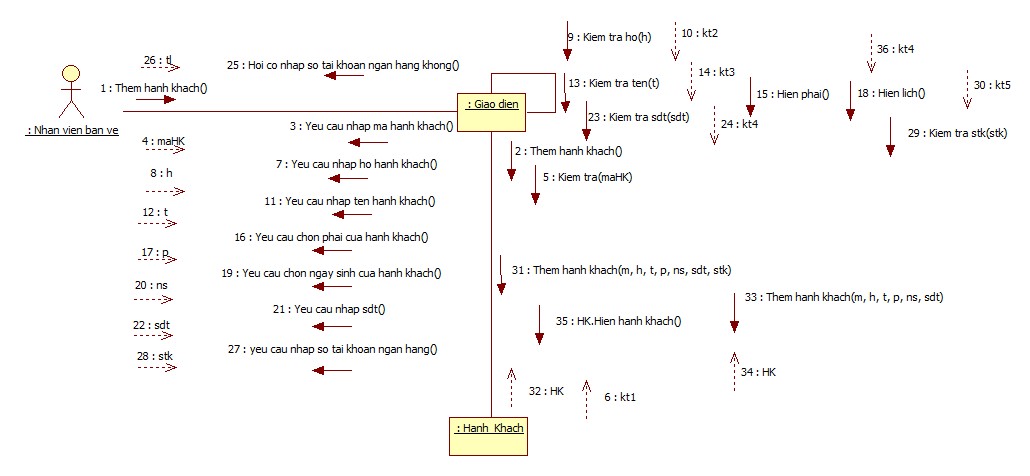 9 : Kiem tra ho(h)
10 : kt2
36 : kt4
26 : tl
25 : Hoi co nhap so tai khoan ngan hang khong()
14 : kt3
13 : Kiem tra ten(t)
30 : kt5
1 : Them hanh khach()
15 : Hien phai()
18 : Hien lich()
: Giao dien
23 : Kiem tra sdt(sdt)
24 : kt4
3 : Yeu cau nhap ma hanh khach()
: Nhan vien ban ve
29 : Kiem tra stk(stk)
4 : maHK
2 : Them hanh khach()
7 : Yeu cau nhap ho hanh khach()
8 : h
5 : Kiem tra(maHK)
11 : Yeu cau nhap ten hanh khach()
12 : t
16 : Yeu cau chon phai cua hanh khach()
17 : p
31 : Them hanh khach(m, h, t, p, ns, sdt, stk)
19 : Yeu cau chon ngay sinh cua hanh khach()
20 : ns
33 : Them hanh khach(m, h, t, p, ns, sdt)
21 : Yeu cau nhap sdt()
22 : sdt
35 : HK.Hien hanh khach()
27 : yeu cau nhap so tai khoan ngan hang()
28 : stk
34 : HK
32 : HK
6 : kt1
: Hanh_Khach